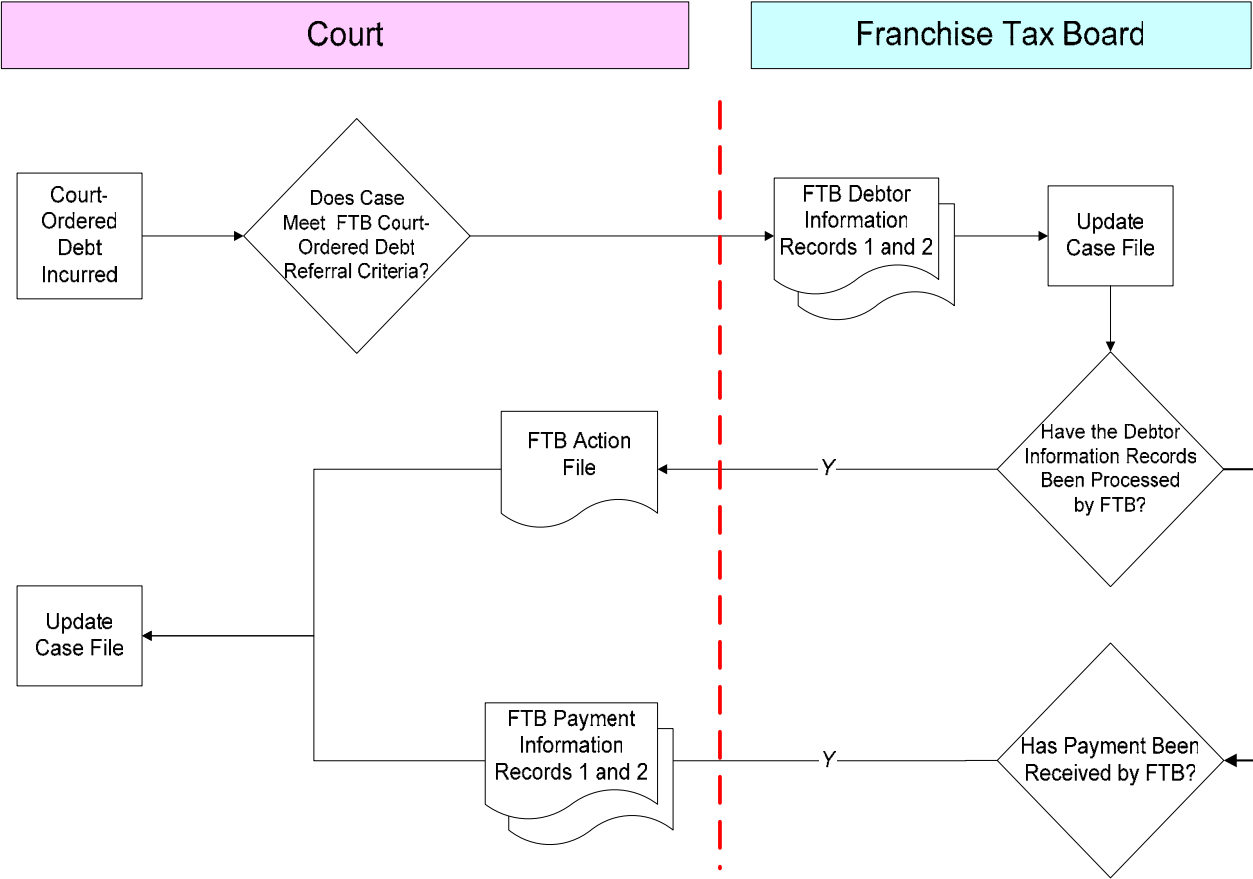 Court
Franchise Tax Board
Court-
Ordered
Debt
Incurred
Does Case
Meet FTB Court-
Ordered Debt
Referral Criteria?
FTB Debtor
Information
Records 1 and 2
Update
Case File
Have the Debtor
Information Records
Been Processed
by FTB?
Y
FTB Action
File
Update
Case File
FTB Payment
Information
Records 1 and 2
Y
Has Payment Been
Received by FTB?